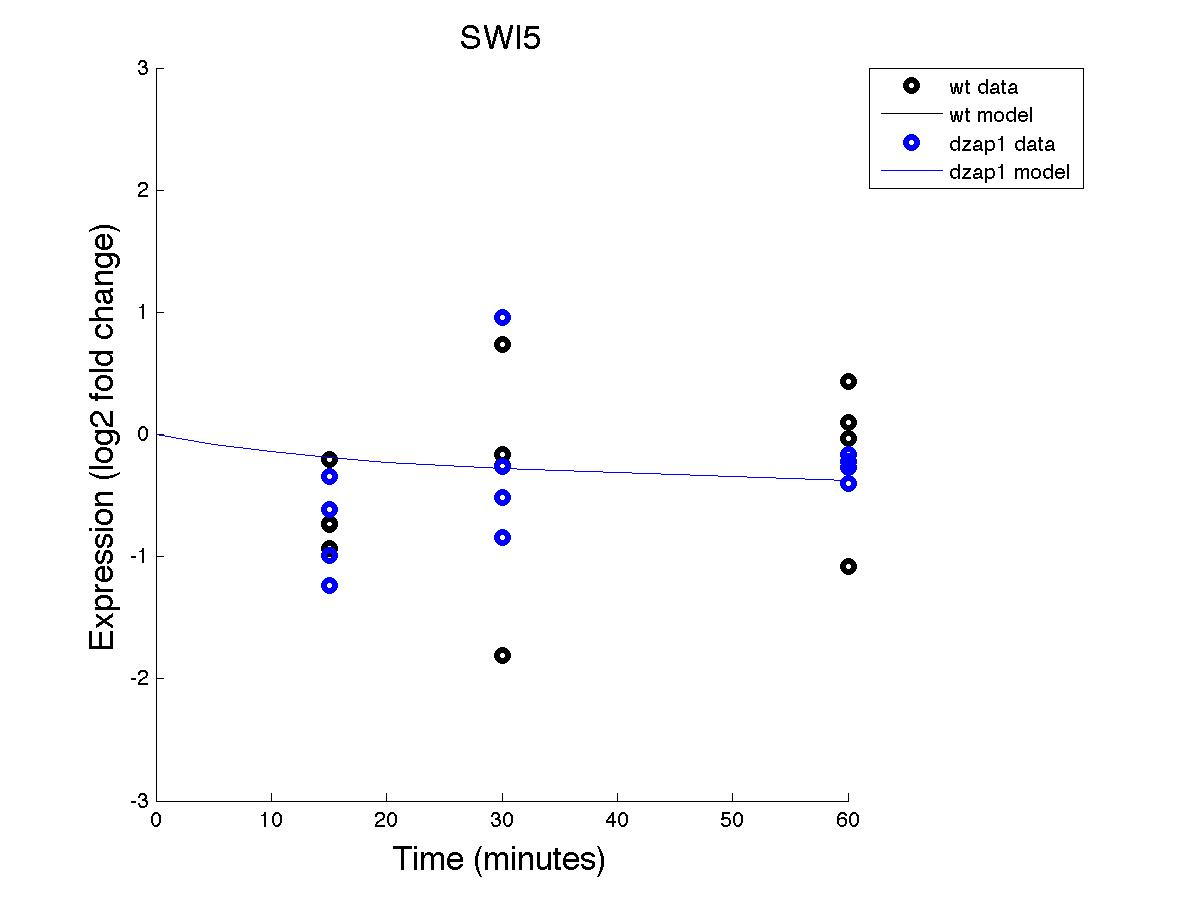 SWI5
wt data
wt model
dzap1 data
dzap1 model
Expression (log2 fold change)
3
2
1
0
-1
-2
-3
0 10 20 30 40 50 60
Time (minutes)